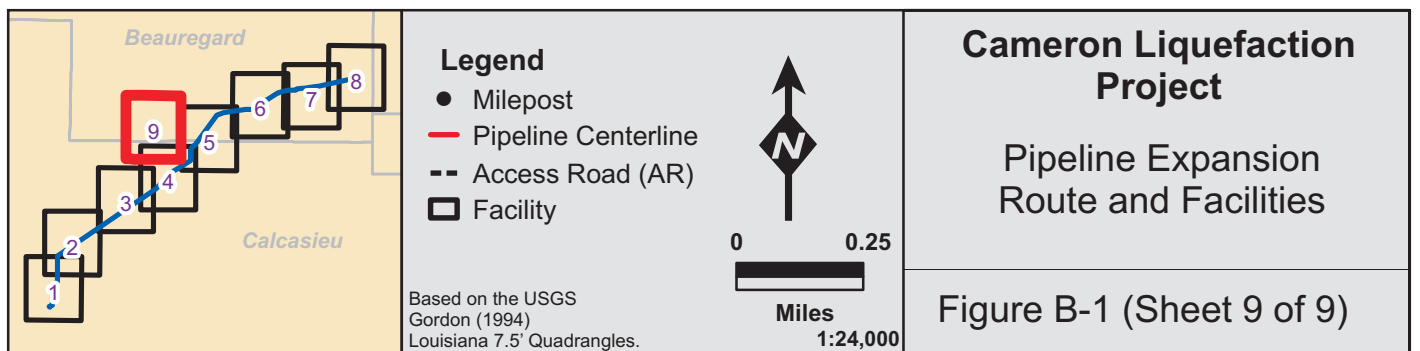 Beauregard
8
7
6
9
5
4
3
Calcasieu
2
1
Legend
Milepost
Pipeline Centerline
Access Road (AR)
Facility
Based on the USGS
Gordon (1994)
Louisiana 7.5' Quadrangles.
N
0 0.25
Miles
1:24,000
Cameron Liquefaction
Project
Pipeline Expansion
Route and Facilities
Figure B-1 (Sheet 9 of 9)